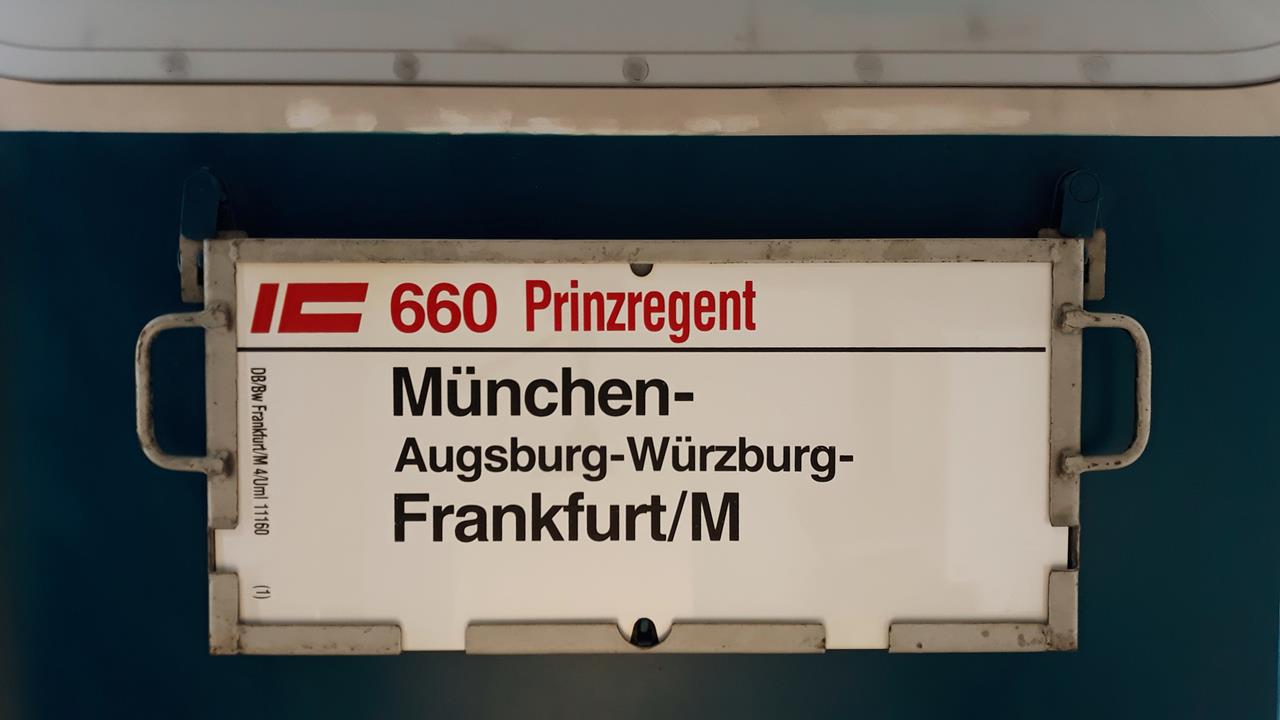 IC 660 Prinzregent
München-
Augsburg-Würzburg-
Frankfurt/M
DB/Bw Frankfurt/M 4/Uml 11160 (1)